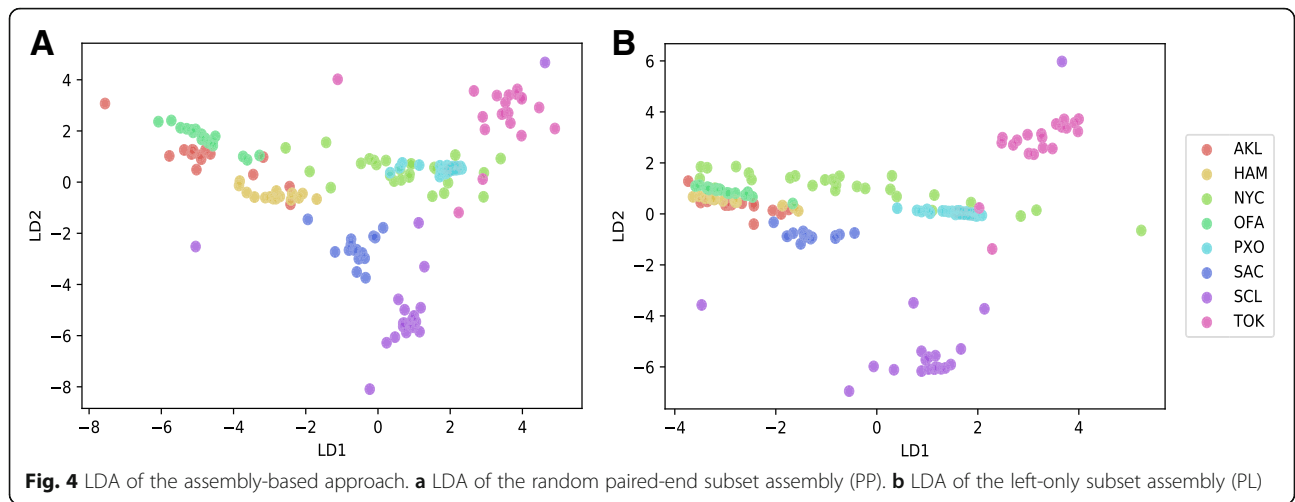 A
B
4
2
0
−2
−4
−6
−8
LD2
−8 −6 −4 −2 0 2 4
LD1
6
4
2
0
−2
−4
−6
LD2
−4 −2 0 2 4
LD1
AKL
HAM
NYC
OFA
PXO
SAC
SCL
TOK
Fig. 4 LDA of the assembly-based approach. a LDA of the random paired-end subset assembly (PP). b LDA of the left-only subset assembly (PL)